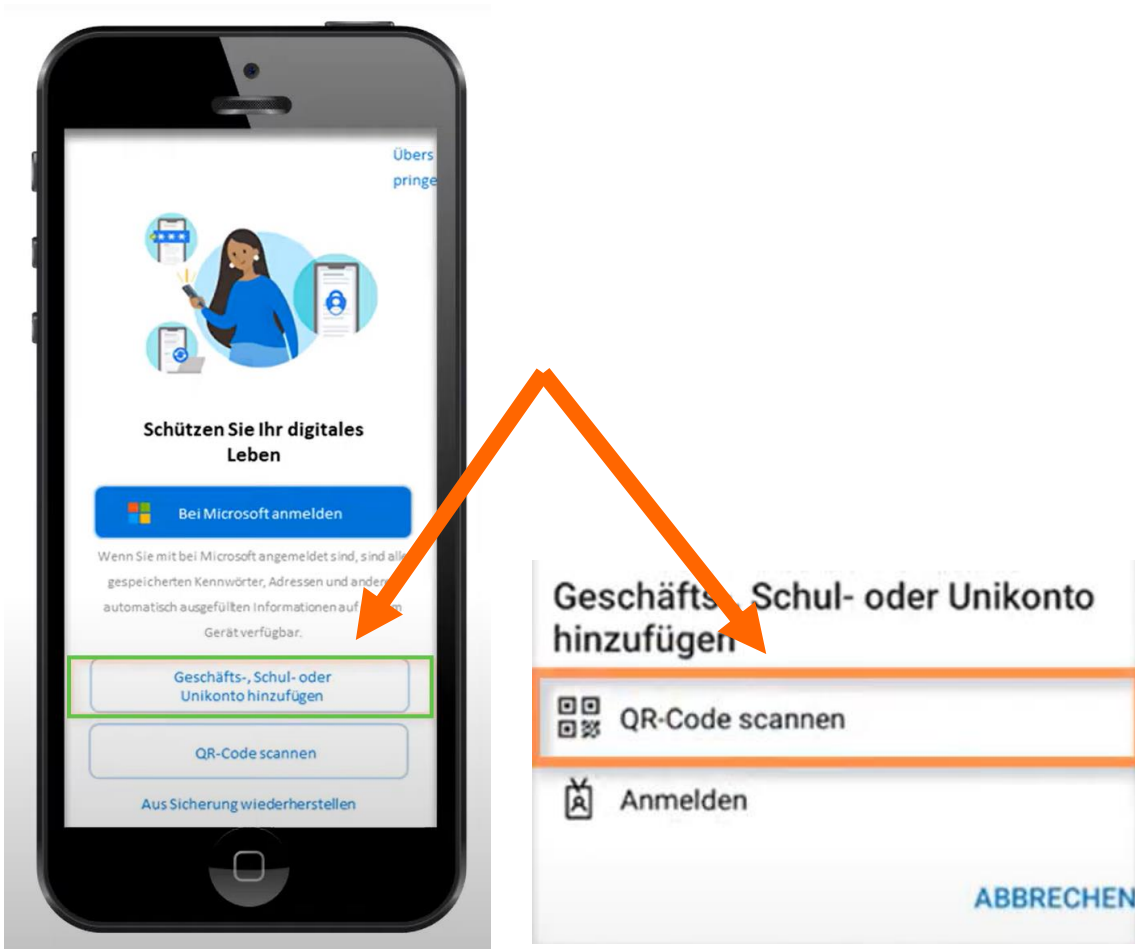 Übers
pringe
Schützen Sie Ihr digitales
Leben
Bei Microsoft anmelden
Wenn Sie mit bei Microsoft angemeldet sind, sind alle
gespeicherten Kennwörter, Adressen und andere
automatisch ausgefüllten Informationen auf
Gerät verfügbar.
Geschäfts-, Schul- oder
Unikonto hinzufügen
QR-Code scannen
Aus Sicherung wiederherstellen
Geschäfts-, Schul- oder Unikonto
hinzufügen
QR-Code scannen
Anmelden
ABBRECHEN